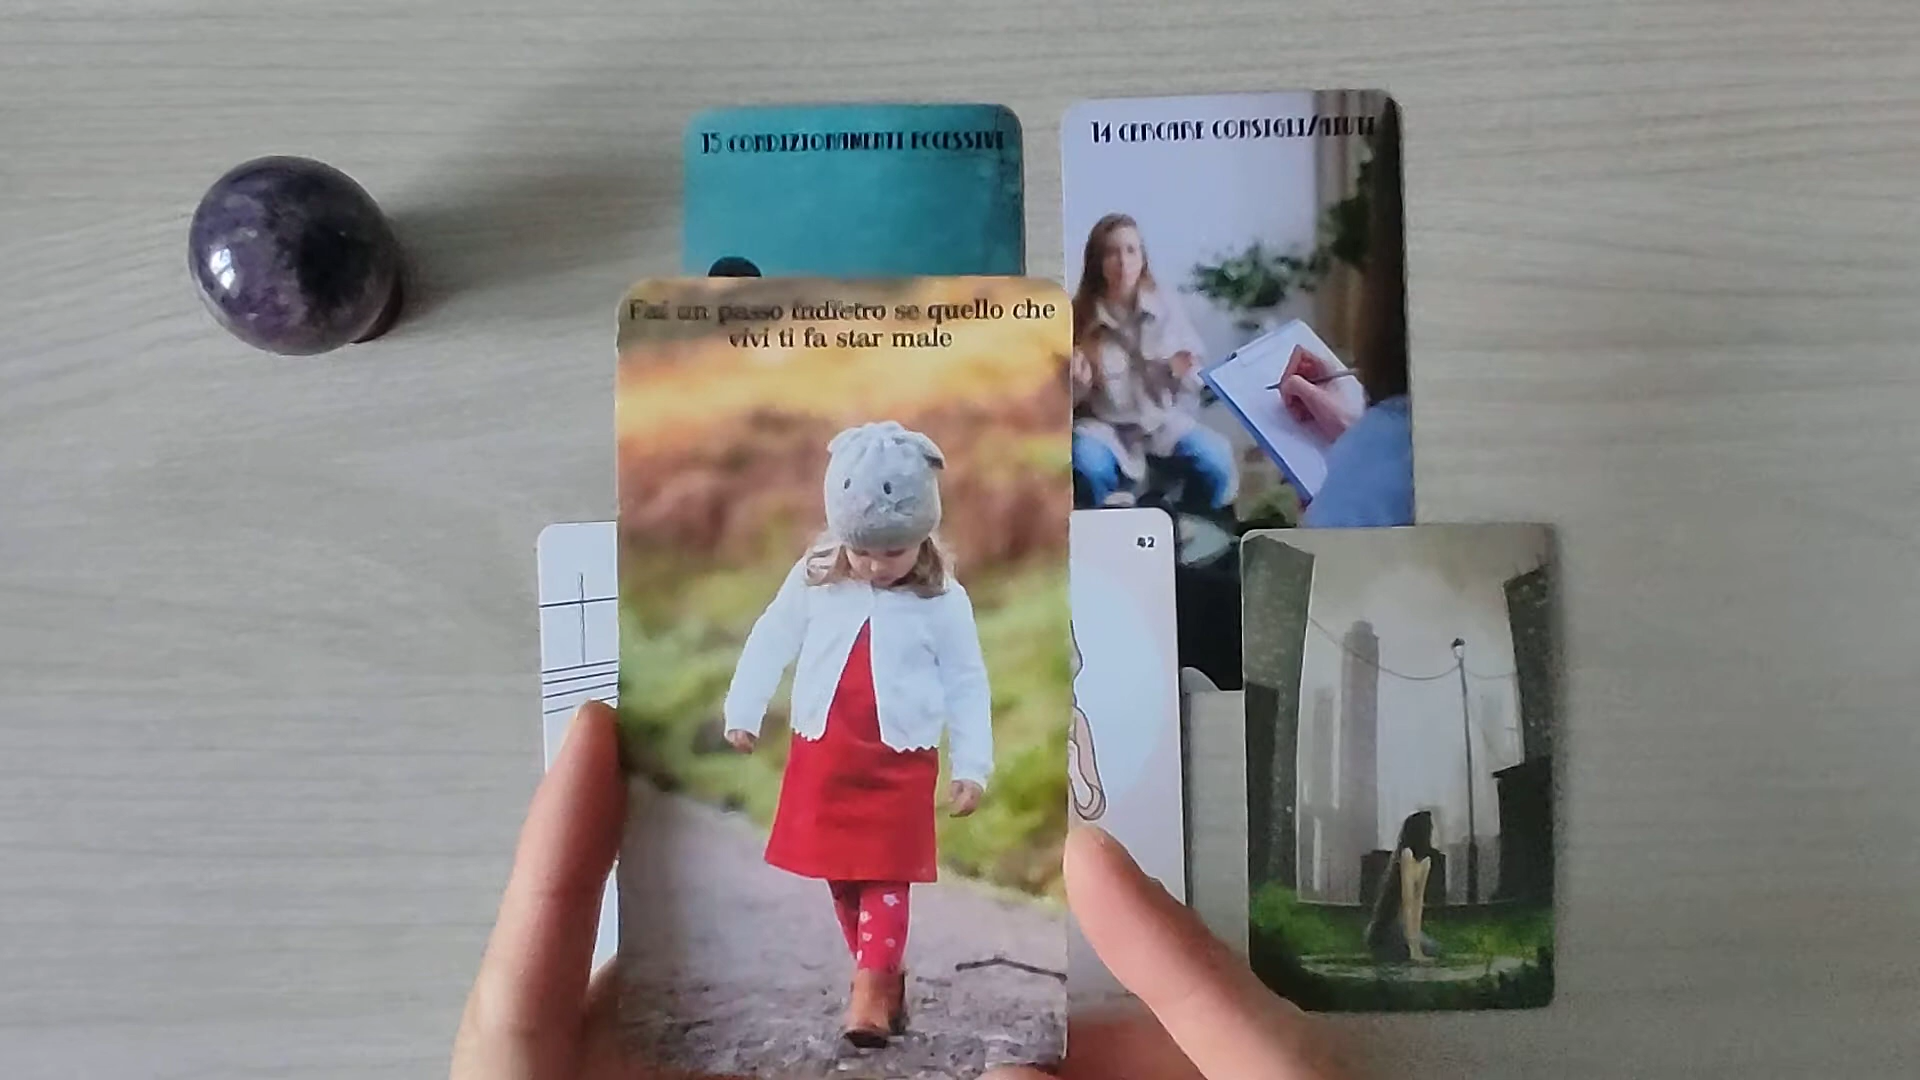 15 CONDIZIONAMENTI ECCESSIVI
14 CERCARE CONSIGLI/AIUTI
Fai un passo indietro se quello che
vivi ti fa star male
42